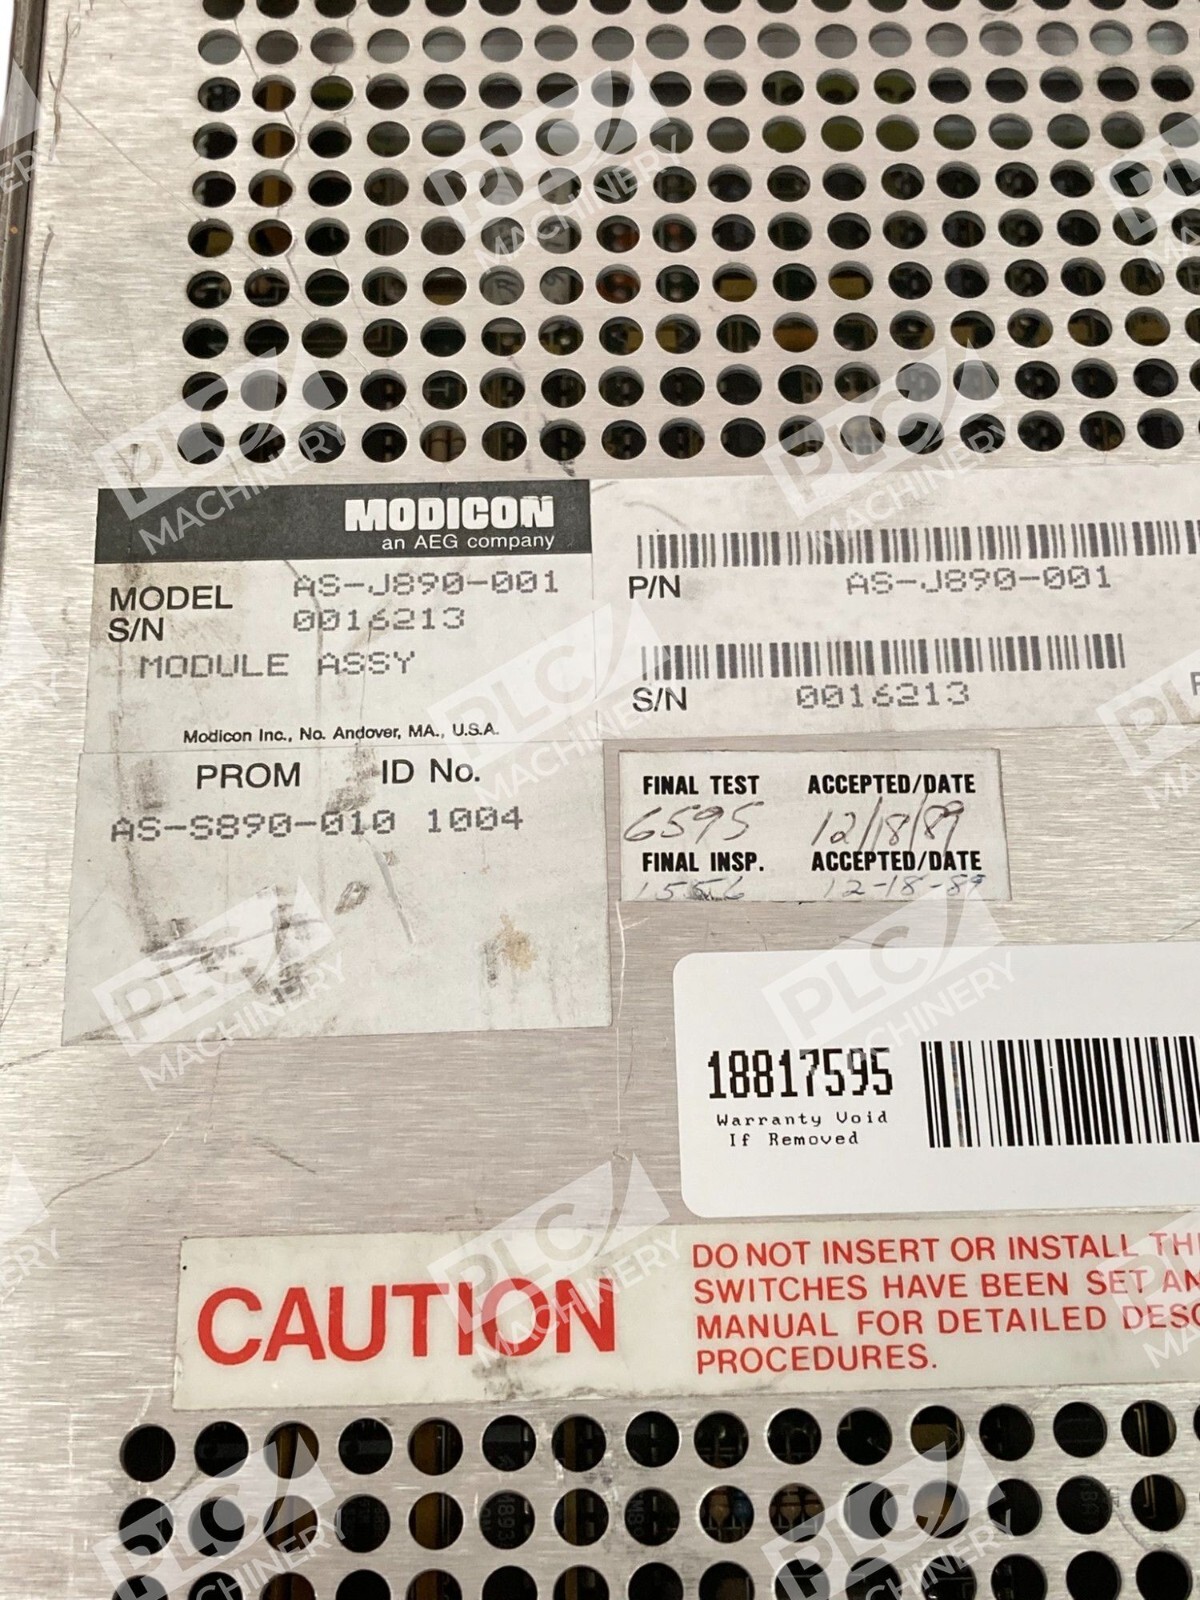 MODICON
an AEG company
MODEL AS-J890-001
S/N 0016213
MODULE ASSY
Modicon Inc., No. Andover, MA., U.S.A.
PROM ID No.
AS-S890-010 1004
P/N AS-J890-001
S/N 0016213
FINAL TEST ACCEPTED/DATE
6595 12/18/89
FINAL INSP. ACCEPTED/DATE
1556 12-18-89
18817595
Warranty Void
If Removed
CAUTION
DO NOT INSERT OR INSTALL
SWITCHES HAVE BEEN SET
MANUAL FOR DETAILED
PROCEDURES.
PLC MACHINERY